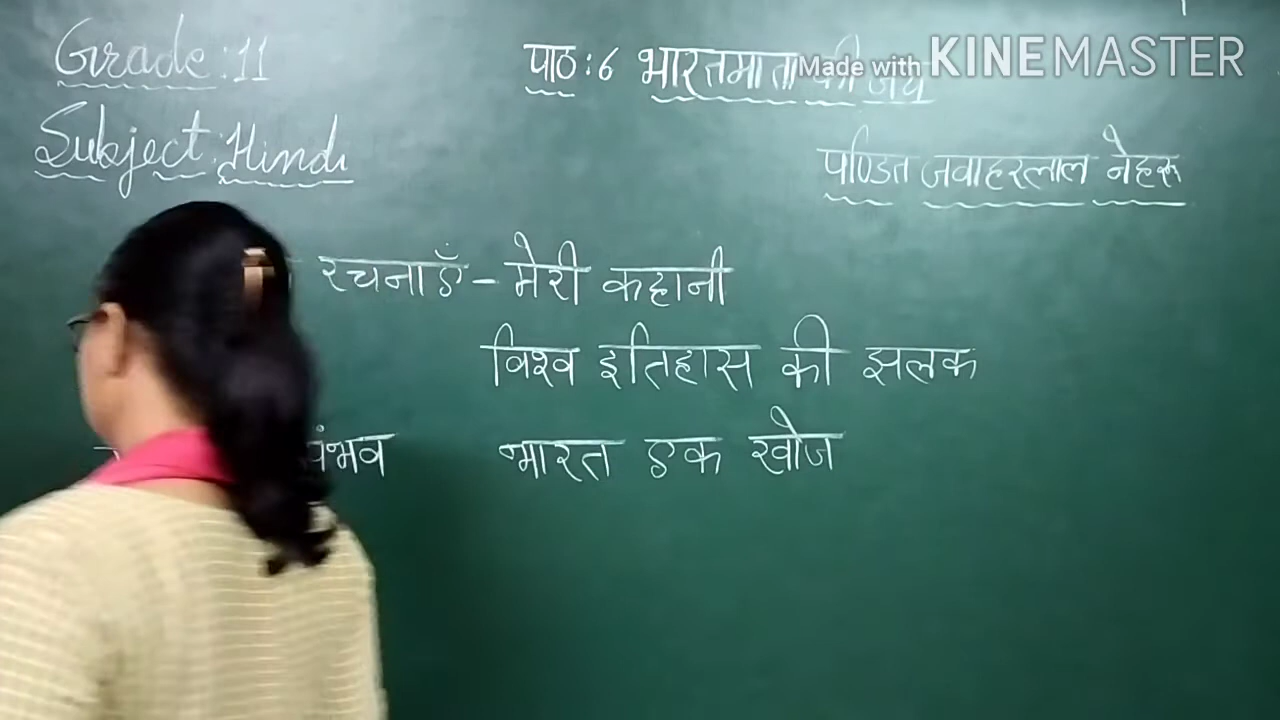 Grade : 11
पाठ : 6 भारतमाता की जय
Made with KINEMASTER
Subject : Hindi
पण्डित जवाहरलाल नेहरू
रचनाएँ - मेरी कहानी
विश्व इतिहास की झलक
भारत एक खोज